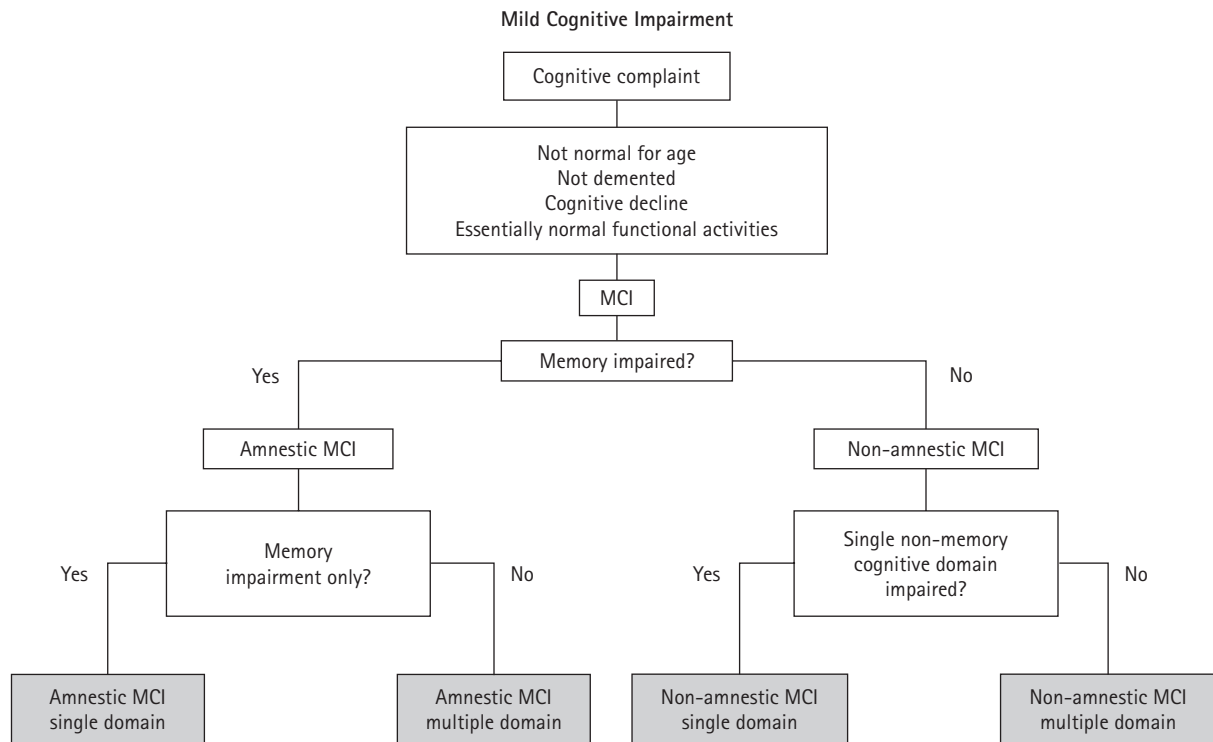 Mild Cognitive Impairment
Cognitive complaint
Not normal for age
Not demented
Cognitive decline
Essentially normal functional activities
MCI
Memory impaired?
Yes
No
Amnestic MCI
Non-amnestic MCI
Memory
impairment only?
Yes
No
Single non-memory
cognitive domain
impaired?
Yes
No
Amnestic MCI
single domain
Amnestic MCI
multiple domain
Non-amnestic MCI
single domain
Non-amnestic MCI
multiple domain